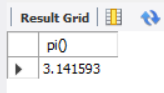 Result Grid
pi()
3.141593